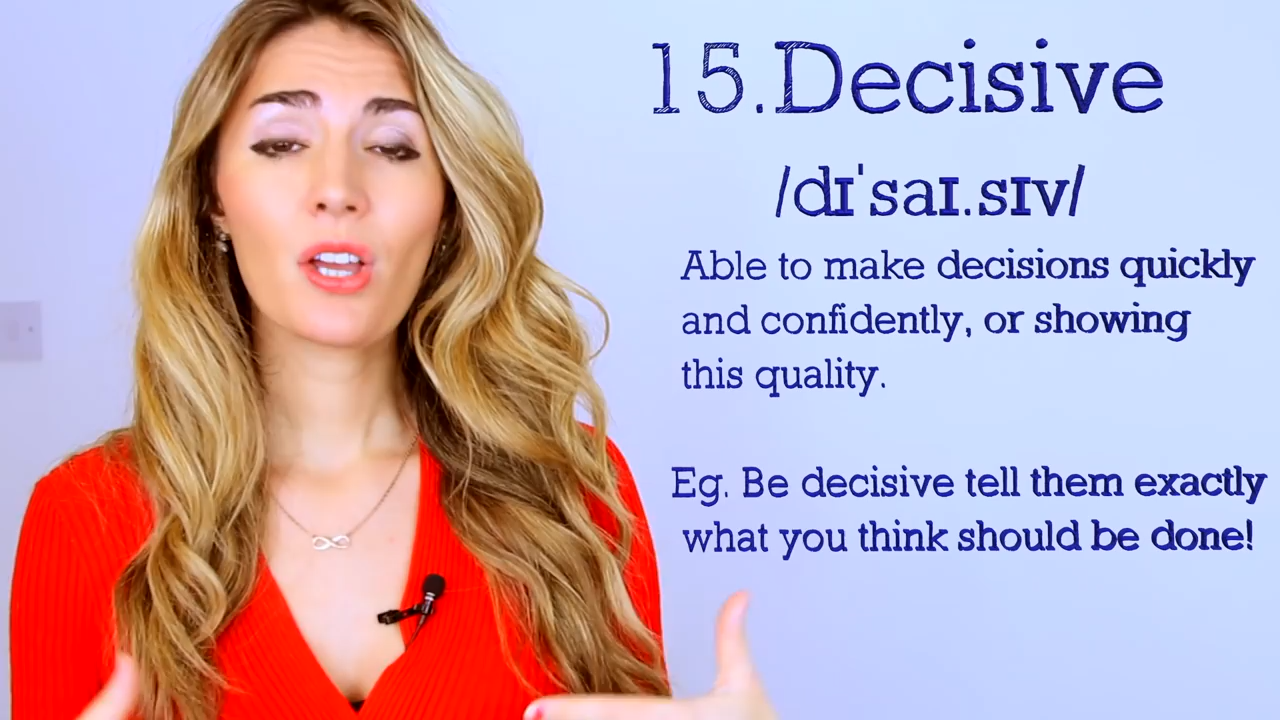 15.Decisive
/dɪˈsaɪ.sɪv/
Able to make decisions quickly
and confidently, or showing
this quality.
Eg. Be decisive tell them exactly
what you think should be done!